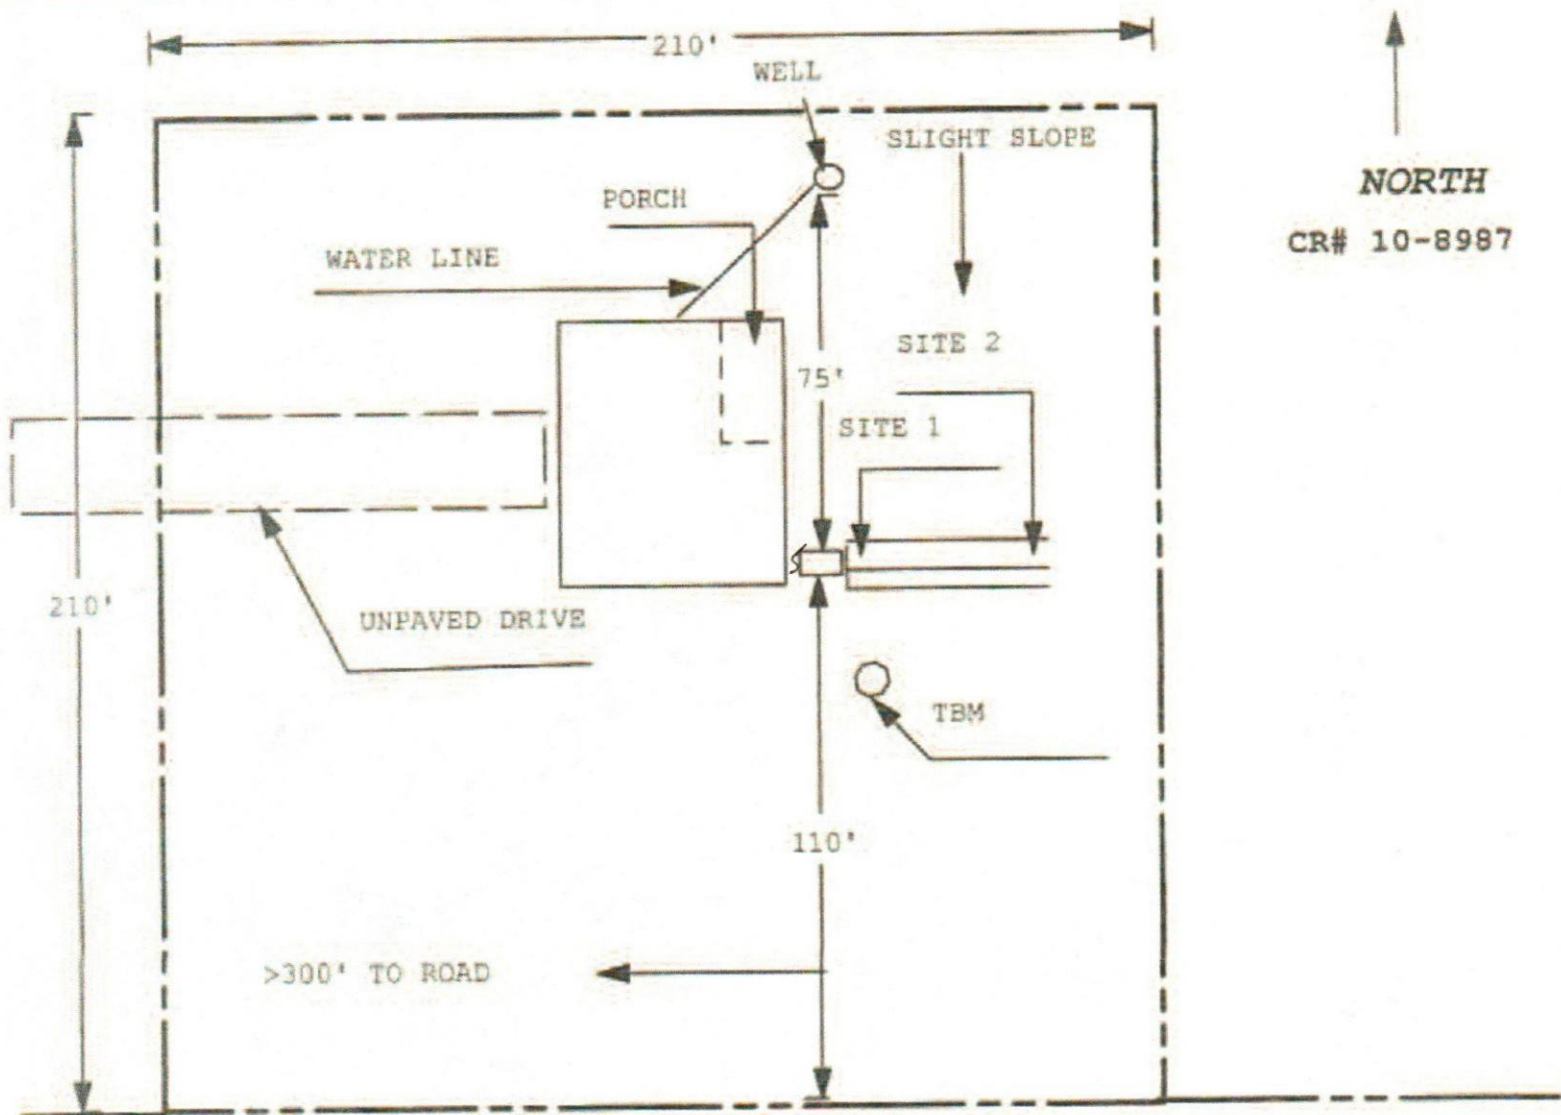 210'
WELL
SLIGHT SLOPE
NORTH
CR# 10-8987
PORCH
WATER LINE
SITE 2
75'
SITE 1
210'
UNPAVED DRIVE
TBM
110'
>300' TO ROAD